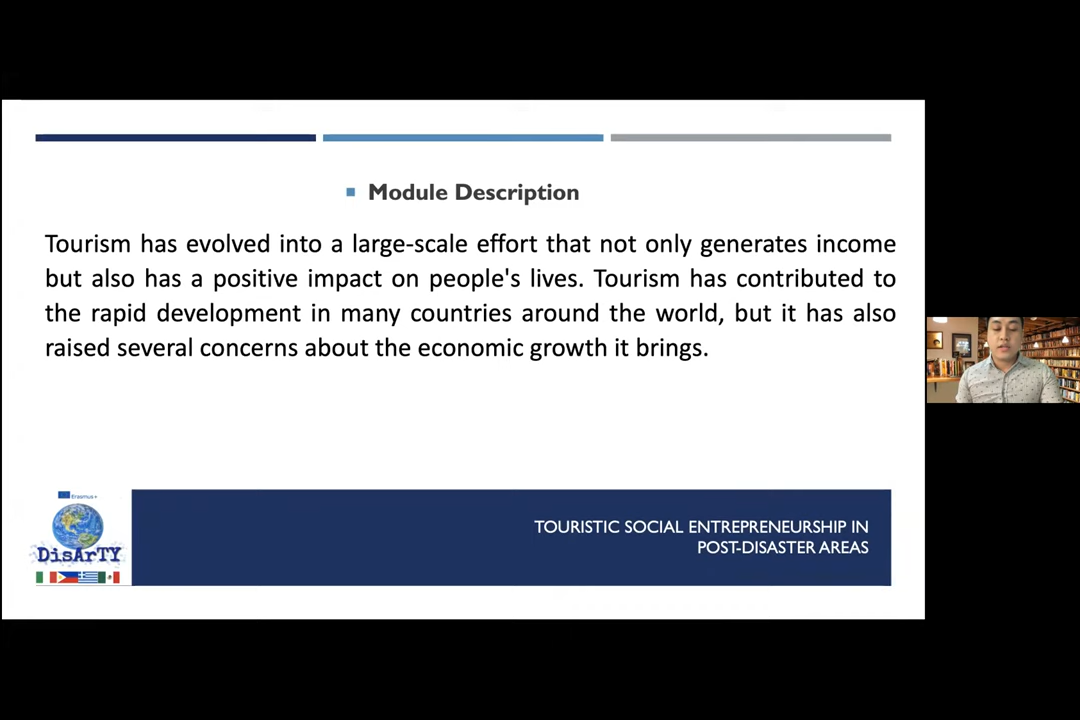 Module Description
Tourism has evolved into a large-scale effort that not only generates income
but also has a positive impact on people's lives. Tourism has contributed to
the rapid development in many countries around the world, but it has also
raised several concerns about the economic growth it brings.
Erasmus+
DisArTY
TOURISTIC SOCIAL ENTREPRENEURSHIP IN
POST-DISASTER AREAS